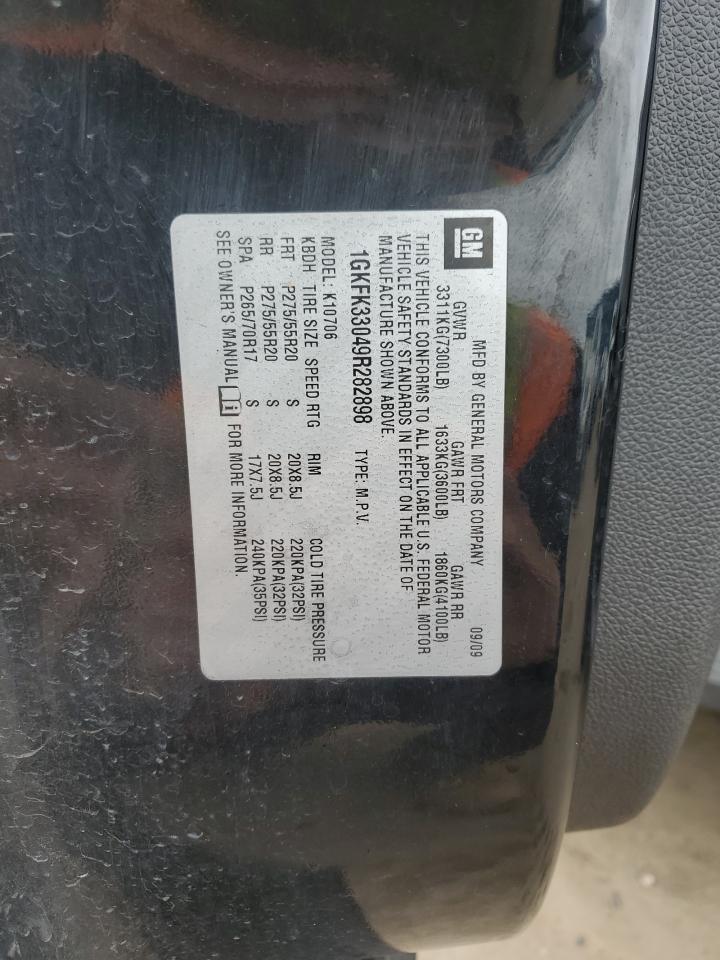 GM
MFD BY GENERAL MOTORS COMPANY 09/09
GVWR GAWR FRT GAWR RR
3311KG(7300LB) 1633KG(3600LB) 1860KG(4100LB)
THIS VEHICLE CONFORMS TO ALL APPLICABLE U.S. FEDERAL MOTOR
VEHICLE SAFETY STANDARDS IN EFFECT ON THE DATE OF
MANUFACTURE SHOWN ABOVE.
1GKFK33049R282898 TYPE: M.P.V.
MODEL: K10706
KBDH TIRE SIZE SPEED RTG RIM COLD TIRE PRESSURE
FRT P275/55R20 S 20X8.5J 220KPA(32PSI)
RR P275/55R20 S 20X8.5J 220KPA(32PSI)
SPA P265/70R17 S 17X7.5J 240KPA(35PSI)
SEE OWNER'S MANUAL i FOR MORE INFORMATION.